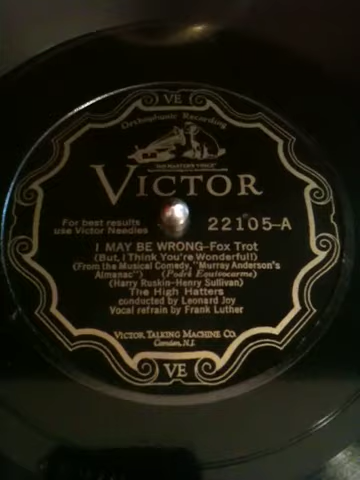 VE
Orthophonic Recording
"HIS MASTER'S VOICE"
VICTOR
For best results
use Victor Needles
22105-A
I MAY BE WRONG-Fox Trot
(But, I Think You're Wonderful!)
(From the Musical Comedy, "Murray Anderson's
Almanac") (Podré Equivocarme)
(Harry Ruskin-Henry Sullivan)
The High Hatters
conducted by Leonard Joy
Vocal refrain by Frank Luther
VICTOR TALKING MACHINE CO.
Camden, N.J.
VE